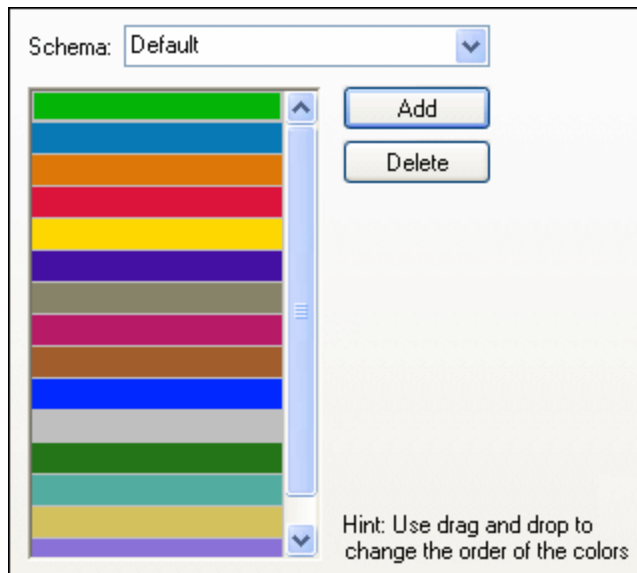 Schema: Default
Add
Delete
Hint: Use drag and drop to
change the order of the colors